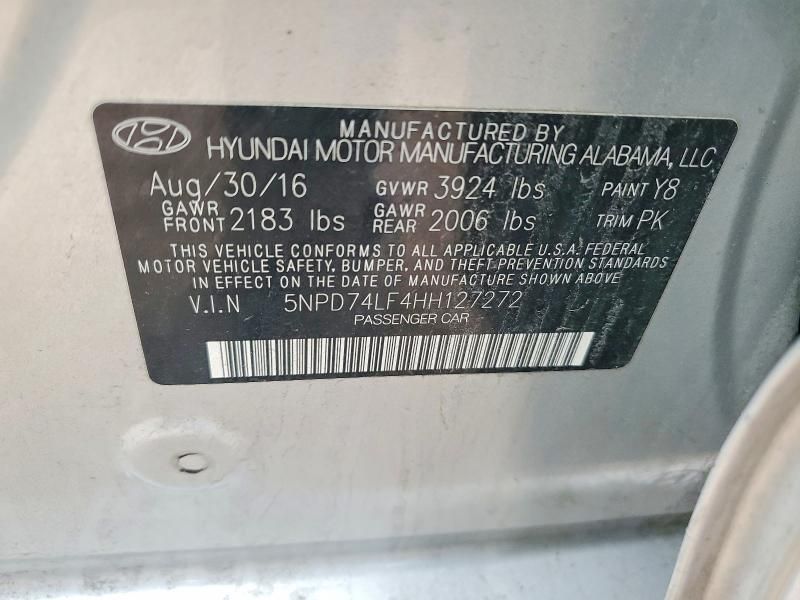 MANUFACTURED BY
HYUNDAI MOTOR MANUFACTURING ALABAMA, LLC
Aug/30/16 GVWR 3924 lbs PAINT Y8
GAWR FRONT 2183 lbs GAWR REAR 2006 lbs TRIM PK
THIS VEHICLE CONFORMS TO ALL APPLICABLE U.S.A. FEDERAL
MOTOR VEHICLE SAFETY, BUMPER, AND THEFT PREVENTION STANDARDS
IN EFFECT ON THE DATE OF MANUFACTURE SHOWN ABOVE
V.I.N 5NPD74LF4HH127272
PASSENGER CAR